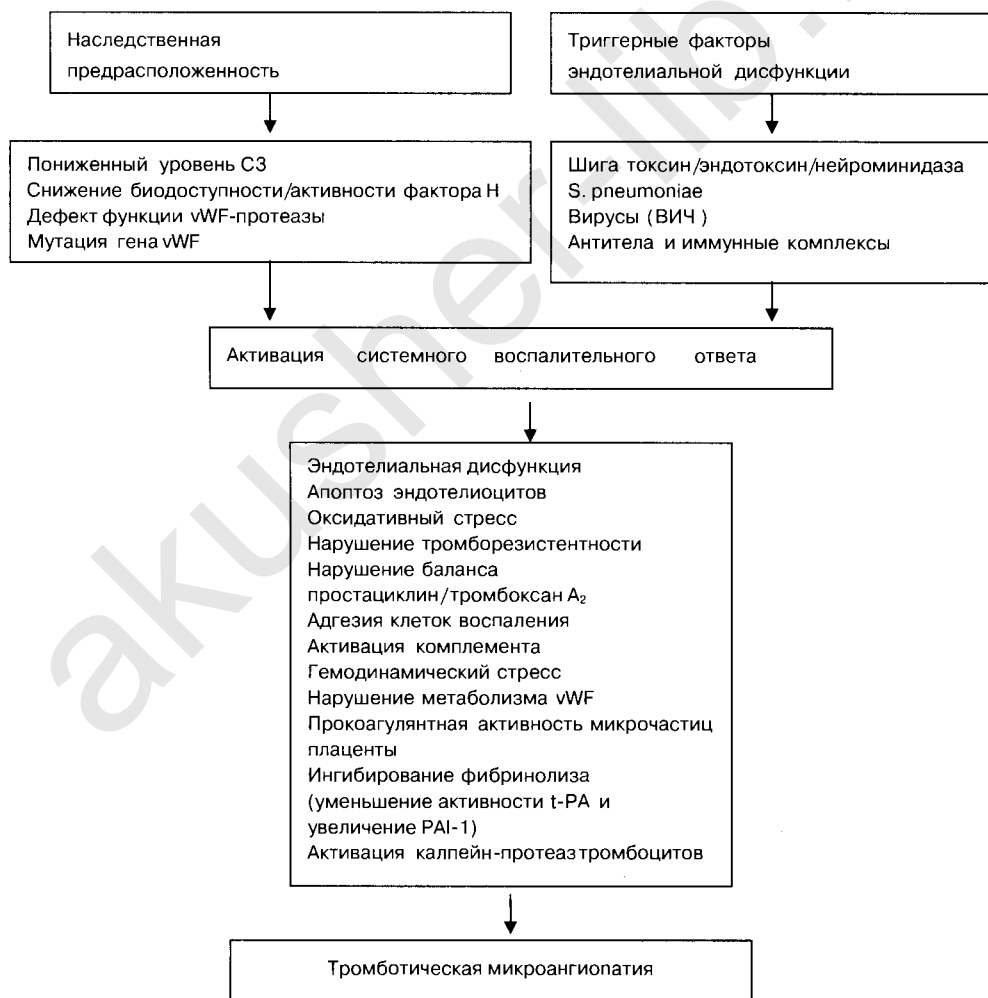 Наследственная
предрасположенность
Триггерные факторы
эндотелиальной дисфункции
Пониженный уровень С3
Снижение биодоступности/активности фактора Н
Дефект функции vWF-протеазы
Мутация гена vWF
Шига токсин/эндотоксин/нейроминидаза
S. pneumoniae
Вирусы (ВИЧ)
Антитела и иммунные комплексы
Активация системного воспалительного ответа
Эндотелиальная дисфункция
Апоптоз эндотелиоцитов
Оксидативный стресс
Нарушение тромборезистентности
Нарушение баланса
простациклин/тромбоксан А₂
Адгезия клеток воспаления
Активация комплемента
Гемодинамический стресс
Нарушение метаболизма vWF
Прокоагулянтная активность микрочастиц
плаценты
Ингибирование фибринолиза
(уменьшение активности t-PA и
увеличение PAI-1)
Активация калпейн-протеаз тромбоцитов
Тромботическая микроангиопатия
akusher-lib.